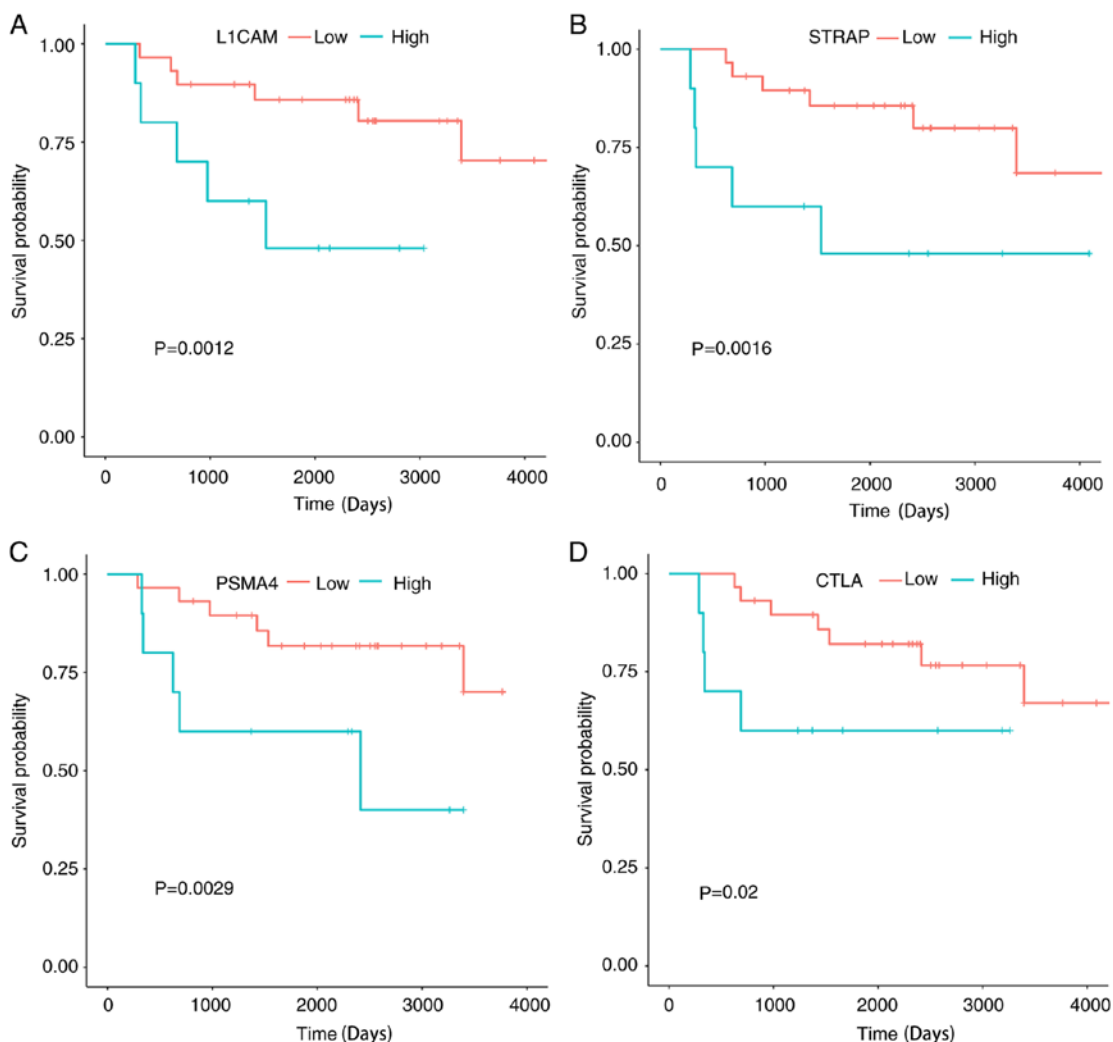 A
L1CAM Low High
1.00
0.75
0.50
0.25
0.00
Survival probability
P=0.0012
0 1000 2000 3000 4000
Time (Days)
B
STRAP Low High
1.00
0.75
0.50
0.25
0.00
Survival probability
P=0.0016
0 1000 2000 3000 4000
Time (Days)
C
PSMA4 Low High
1.00
0.75
0.50
0.25
0.00
Survival probability
P=0.0029
0 1000 2000 3000 4000
Time (Days)
D
CTLA Low High
1.00
0.75
0.50
0.25
0.00
Survival probability
P=0.02
0 1000 2000 3000 4000
Time (Days)